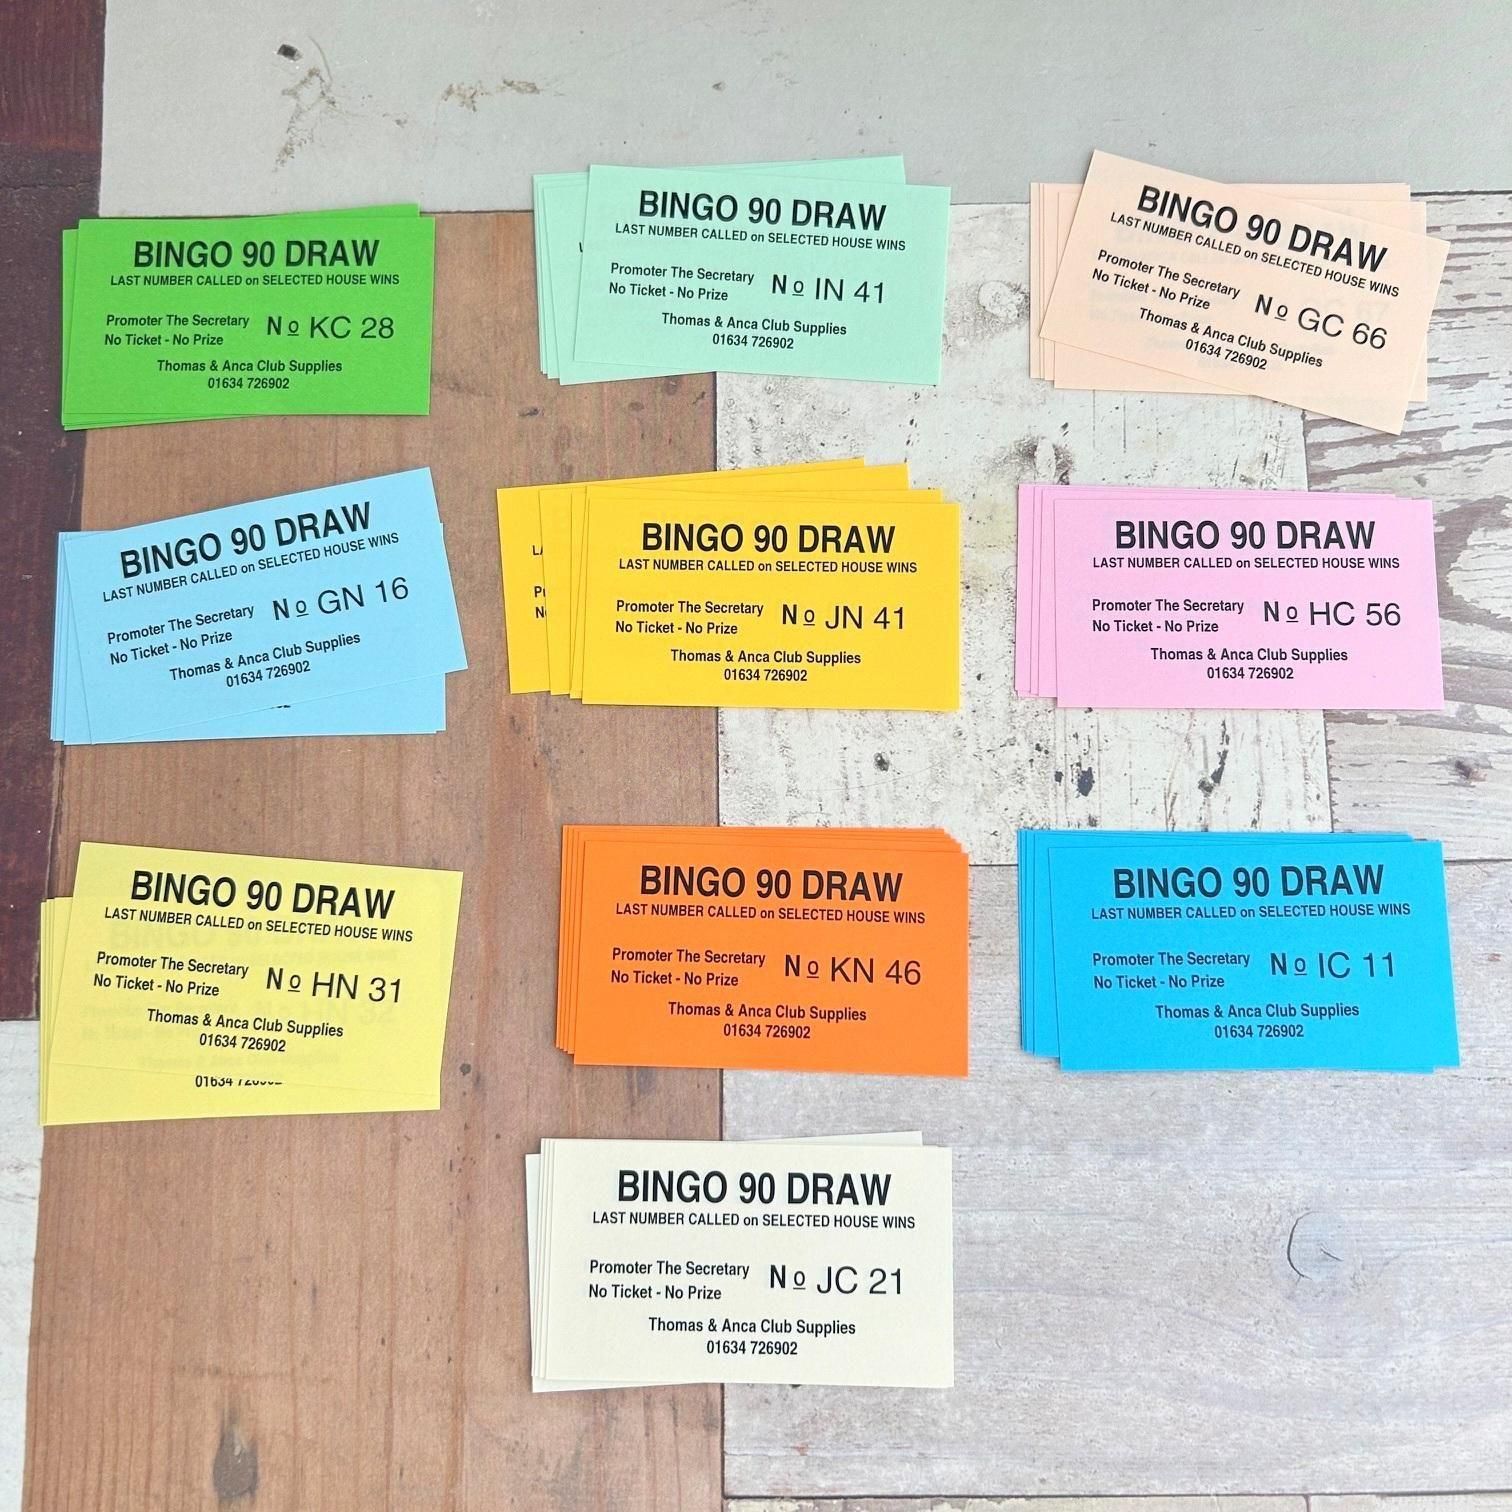 BINGO 90 DRAW
LAST NUMBER CALLED on SELECTED HOUSE WINS
Promoter The Secretary
No Ticket - No Prize
No KC 28
Thomas & Anca Club Supplies
01634 726902
BINGO 90 DRAW
LAST NUMBER CALLED on SELECTED HOUSE WINS
Promoter The Secretary
No Ticket - No Prize
No IN 41
Thomas & Anca Club Supplies
01634 726902
BINGO 90 DRAW
LAST NUMBER CALLED on SELECTED HOUSE WINS
Promoter The Secretary
No Ticket - No Prize
No GC 66
Thomas & Anca Club Supplies
01634 726902
BINGO 90 DRAW
LAST NUMBER CALLED on SELECTED HOUSE WINS
Promoter The Secretary
No Ticket - No Prize
No GN 16
Thomas & Anca Club Supplies
01634 726902
BINGO 90 DRAW
LAST NUMBER CALLED on SELECTED HOUSE WINS
Promoter The Secretary
No Ticket - No Prize
No JN 41
Thomas & Anca Club Supplies
01634 726902
BINGO 90 DRAW
LAST NUMBER CALLED on SELECTED HOUSE WINS
Promoter The Secretary
No Ticket - No Prize
No HC 56
Thomas & Anca Club Supplies
01634 726902
BINGO 90 DRAW
LAST NUMBER CALLED on SELECTED HOUSE WINS
Promoter The Secretary
No Ticket - No Prize
No HN 31
Thomas & Anca Club Supplies
01634 726902
01634
BINGO 90 DRAW
LAST NUMBER CALLED on SELECTED HOUSE WINS
Promoter The Secretary
No Ticket - No Prize
No KN 46
Thomas & Anca Club Supplies
01634 726902
BINGO 90 DRAW
LAST NUMBER CALLED on SELECTED HOUSE WINS
Promoter The Secretary
No Ticket - No Prize
No IC 11
Thomas & Anca Club Supplies
01634 726902
BINGO 90 DRAW
LAST NUMBER CALLED on SELECTED HOUSE WINS
Promoter The Secretary
No Ticket - No Prize
No JC 21
Thomas & Anca Club Supplies
01634 726902